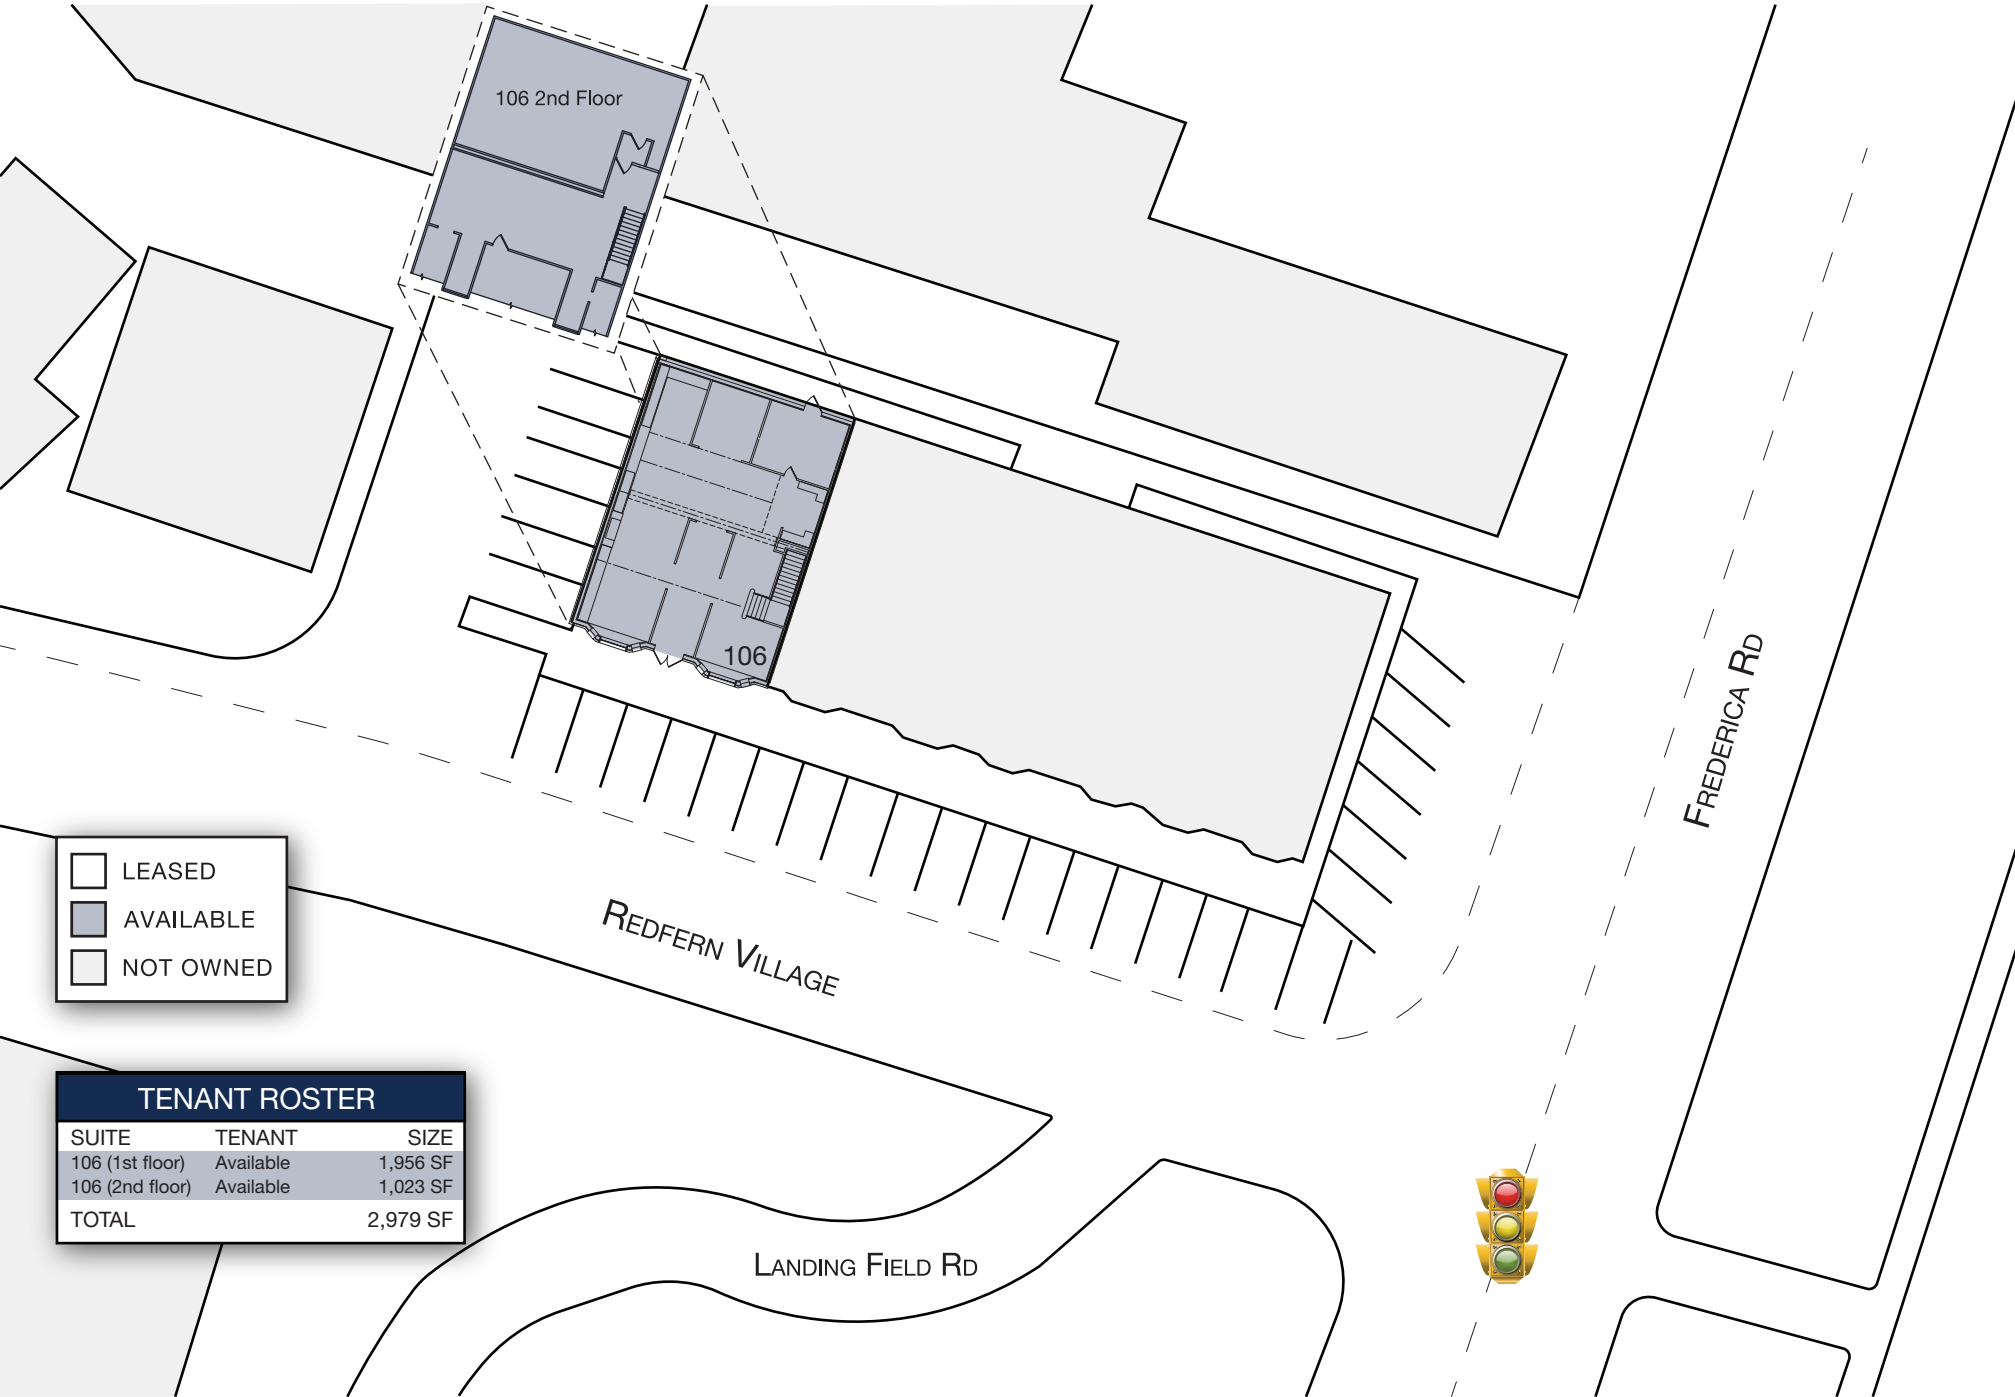 106 2nd Floor
106
FREDERICA RD
LEASED
AVAILABLE
NOT OWNED
REDFERN VILLAGE
TENANT ROSTER
SUITE TENANT SIZE
106 (1st floor) Available 1,956 SF
106 (2nd floor) Available 1,023 SF
TOTAL 2,979 SF
LANDING FIELD RD